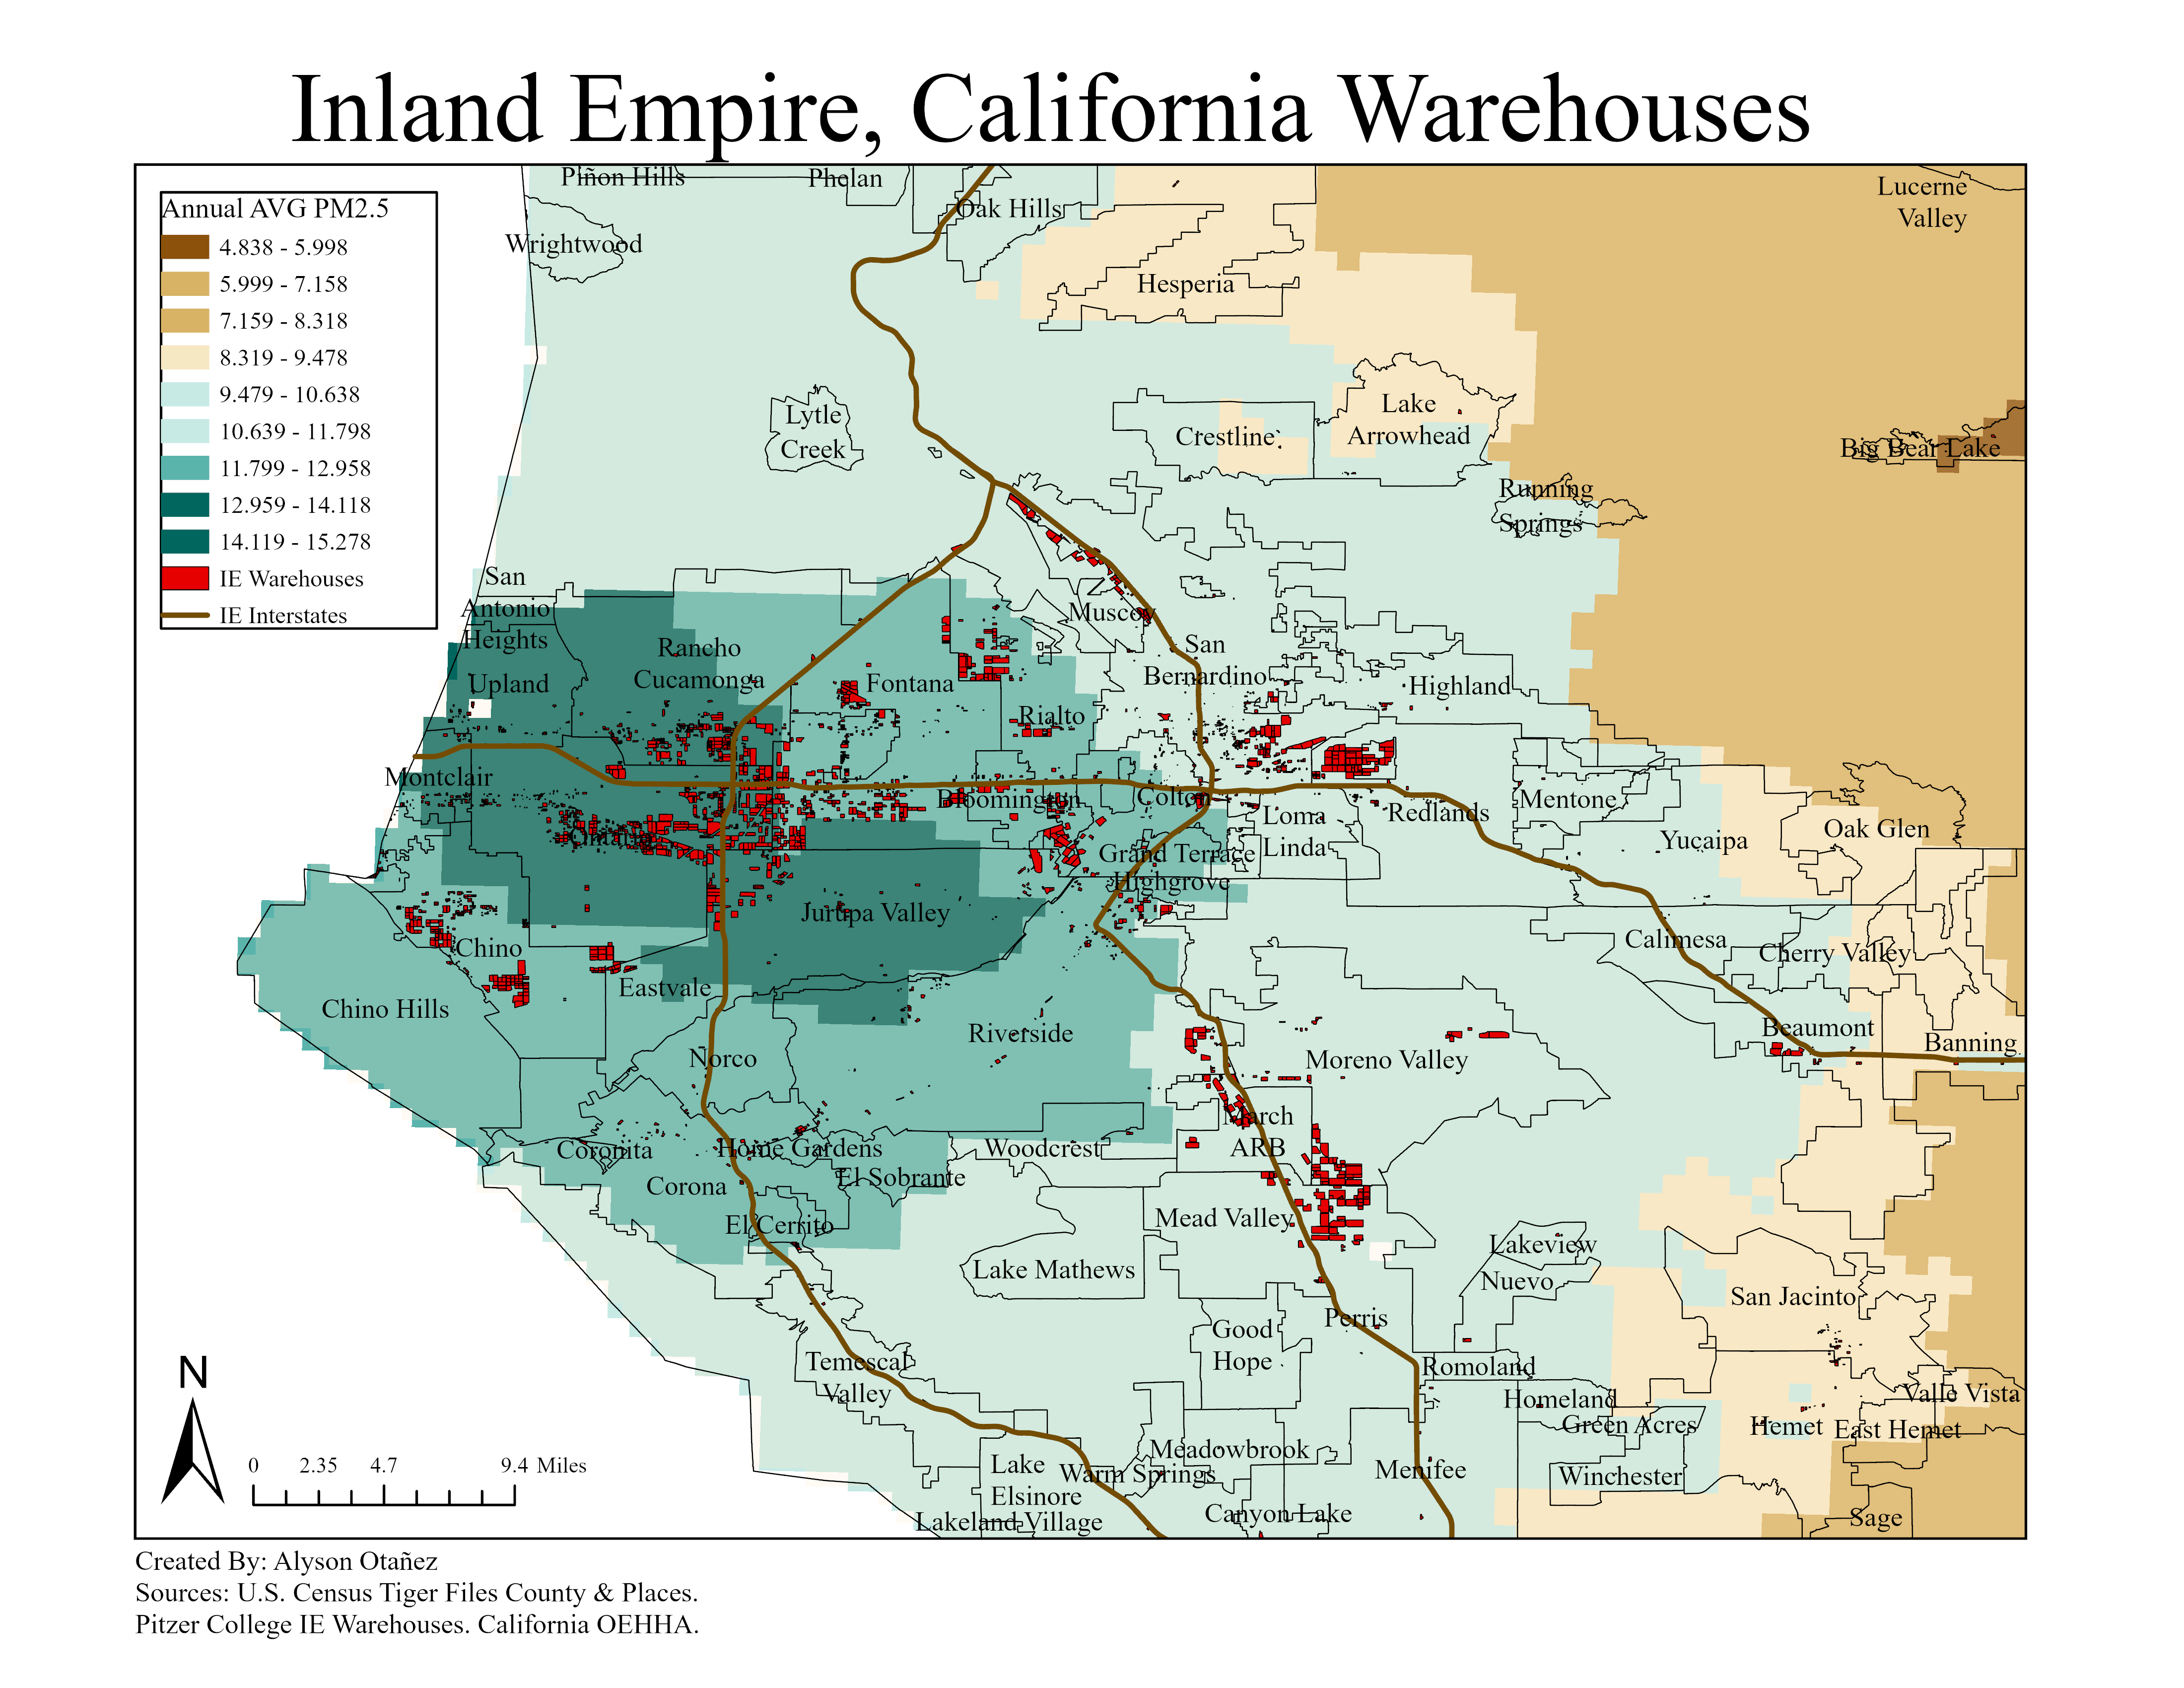 Inland Empire, California Warehouses
Annual AVG PM2.5
4.838 - 5.998
5.999 - 7.158
7.159 - 8.318
8.319 - 9.478
9.479 - 10.638
10.639 - 11.798
11.799 - 12.958
12.959 - 14.118
14.119 - 15.278
IE Warehouses
IE Interstates
Piñon Hills
Phelan
Oak Hills
Lucerne
Valley
Wrightwood
Hesperia
Lytle
Creek
Crestline
Lake
Arrowhead
Big Bear Lake
Running
Springs
San
Antonio
Heights
Muscoy
Rancho
Cucamonga
San
Bernardino
Upland
Fontana
Highland
Rialto
Montclair
Bloomington
Colton
Loma
Linda
Redlands
Mentone
Ontario
Yucaipa
Oak Glen
Grand Terrace
Highgrove
Jurupa Valley
Chino
Calimesa
Cherry Valley
Eastvale
Chino Hills
Riverside
Beaumont
Banning
Norco
Moreno Valley
March
ARB
Coronita
Home Gardens
Woodcrest
El Sobrante
Corona
El Cerrito
Mead Valley
Lakeview
Lake Mathews
Nuevo
San Jacinto
Perris
Good
Hope
Temescal
Valley
Romoland
Homeland
Valle Vista
Green Acres
Hemet
East Hemet
Meadowbrook
Lake
Elsinore
Warm Springs
Menifee
Winchester
Canyon Lake
Lakeland Village
Sage
N
0 2.35 4.7 9.4 Miles
Created By: Alyson Otañez
Sources: U.S. Census Tiger Files County & Places.
Pitzer College IE Warehouses. California OEHHA.